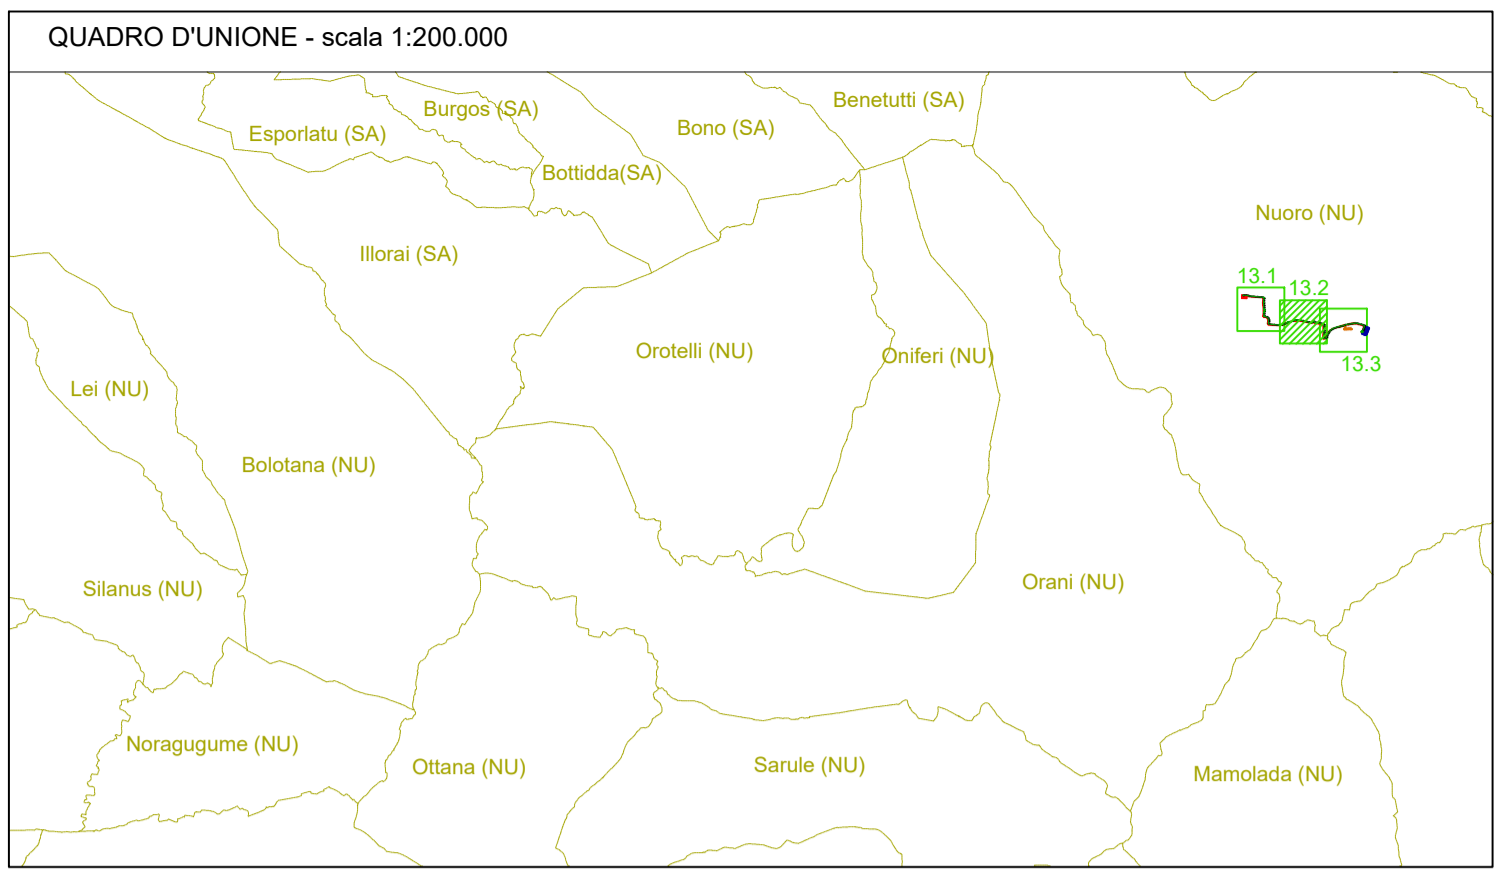 QUADRO D'UNIONE - scala 1:200.000
Benetutti (SA)
Burgos (SA)
Bono (SA)
Esporlatu (SA)
Bottidda(SA)
Nuoro (NU)
Illorai (SA)
13.1
13.2
Orotelli (NU)
Oniferi (NU)
13.3
Lei (NU)
Bolotana (NU)
Orani (NU)
Silanus (NU)
Noragugume (NU)
Ottana (NU)
Sarule (NU)
Mamolada (NU)